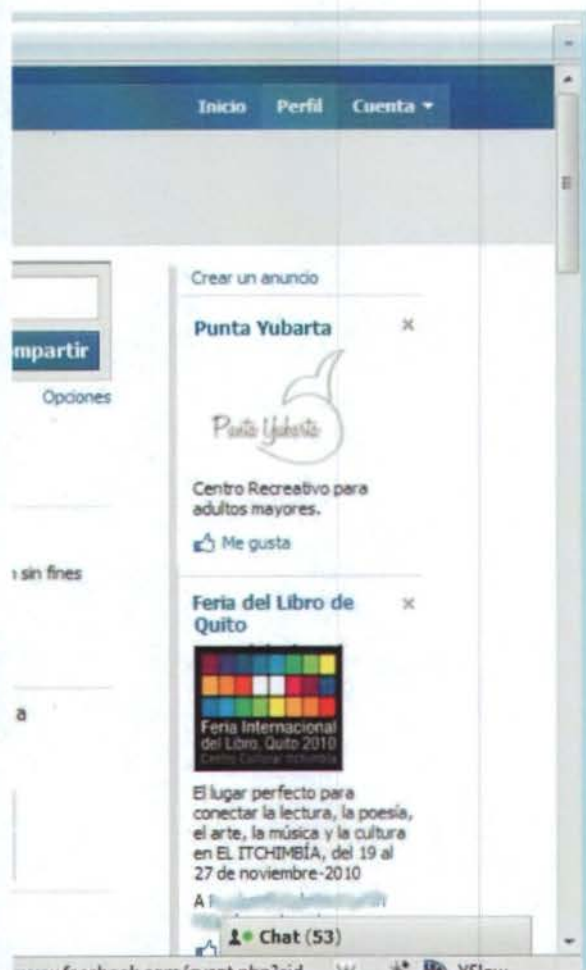 Inicio Perfil Cuenta
Crear un anuncio
mpartir
Opciones
Punta Yubarta
Punta Yubarta
Centro Recreativo para
adultos mayores.
Me gusta
n sin fines
a
Feria del Libro de
Quito
Feria Internacional
del Libro, Quito 2010
Centro Cultural Itchimbía
El lugar perfecto para
conectar la lectura, la poesía,
el arte, la música y la cultura
en EL ITCHIMBÍA, del 19 al
27 de noviembre-2010
A
Chat (53)
YSlow